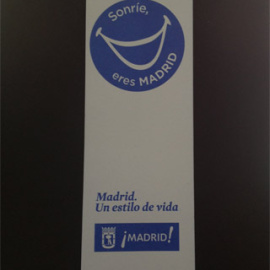 Sonríe,
eres MADRID
Madrid.
Un estilo de vida
¡MADRID!